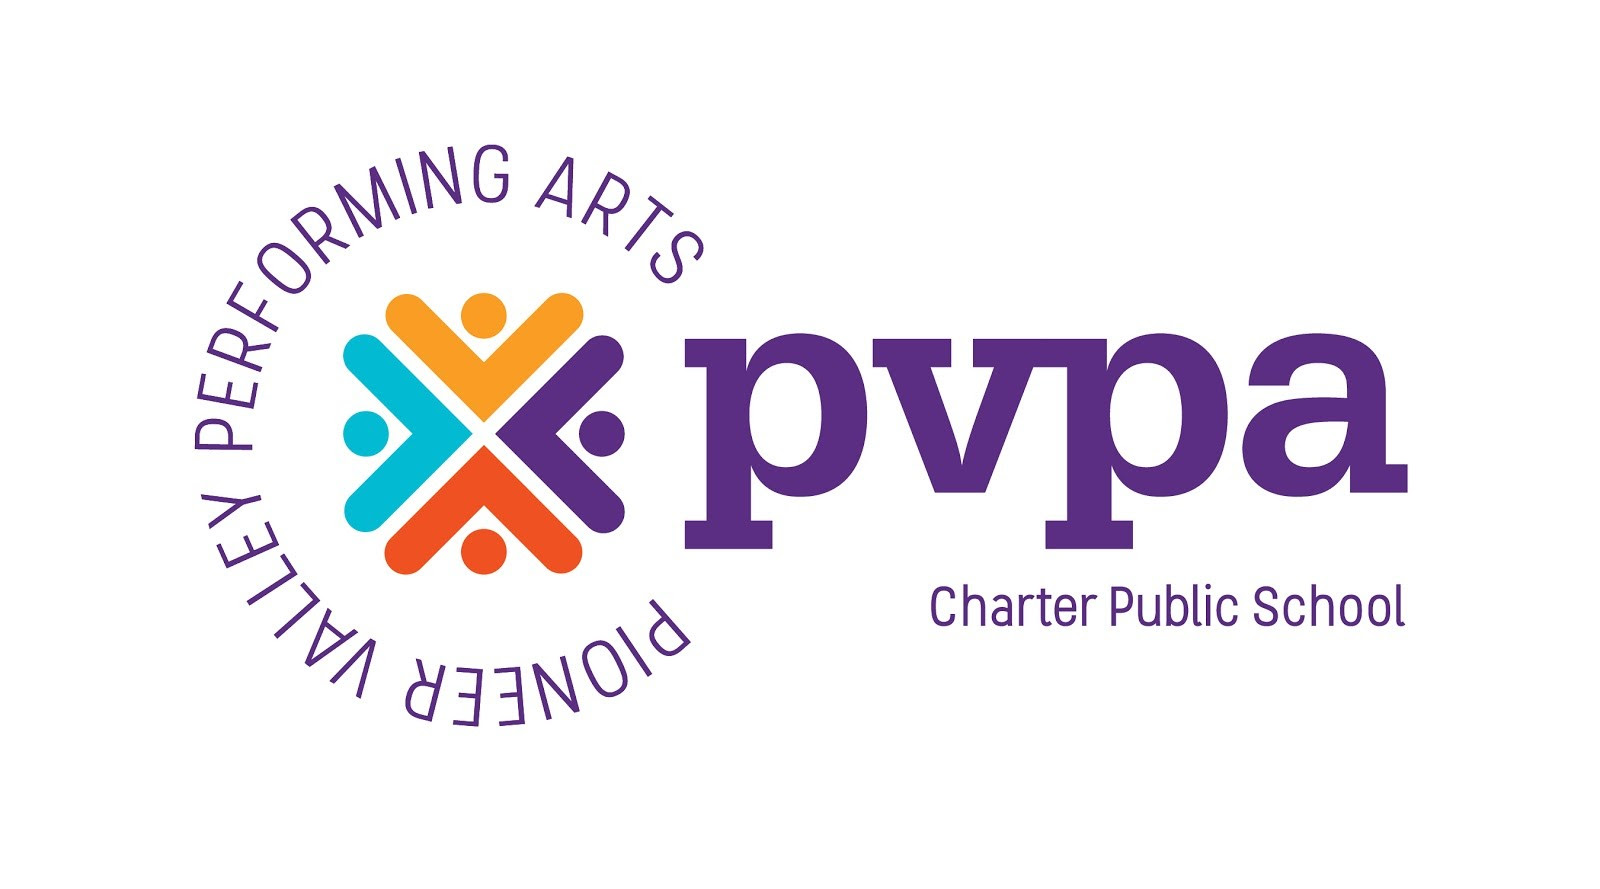 PIONEER VALLEY PERFORMING ARTS
pvpa
Charter Public School